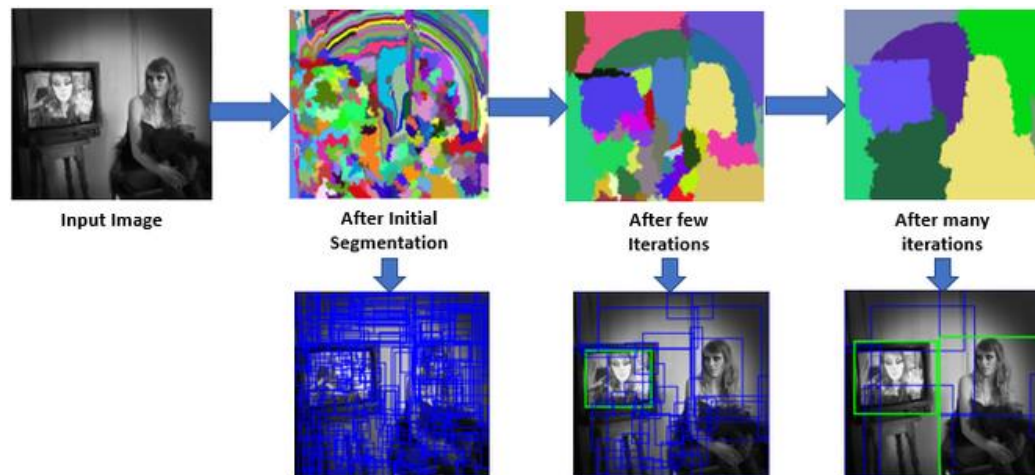 Input Image
After Initial
Segmentation
After few
Iterations
After many
iterations